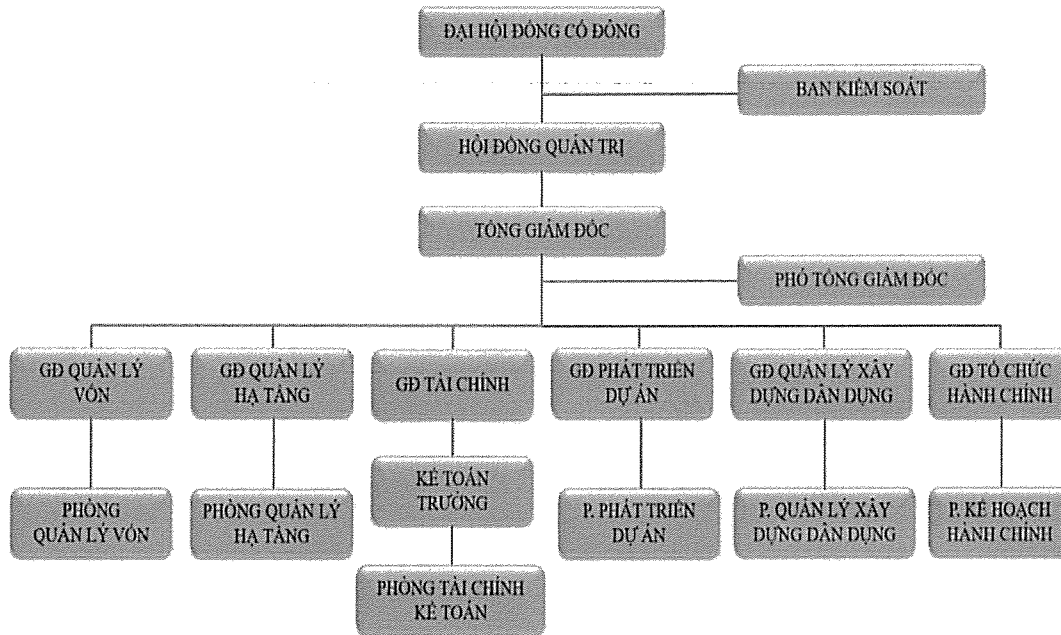 ĐẠI HỘI ĐỒNG CỔ ĐÔNG
BAN KIỂM SOÁT
HỘI ĐỒNG QUẢN TRỊ
TỔNG GIÁM ĐỐC
PHÓ TỔNG GIÁM ĐỐC
GĐ QUẢN LÝ
VỐN
GĐ QUẢN LÝ
HẠ TẦNG
GĐ TÀI CHÍNH
GĐ PHÁT TRIỂN
DỰ ÁN
GĐ QUẢN LÝ XÂY
DỰNG DÂN DỤNG
GĐ TỔ CHỨC
HÀNH CHÍNH
KẾ TOÁN
TRƯỞNG
PHÒNG
QUẢN LÝ VỐN
PHÒNG QUẢN LÝ
HẠ TẦNG
P. PHÁT TRIỂN
DỰ ÁN
P. QUẢN LÝ XÂY
DỰNG DÂN DỤNG
P. KẾ HOẠCH
HÀNH CHÍNH
PHÒNG TÀI CHÍNH
KẾ TOÁN